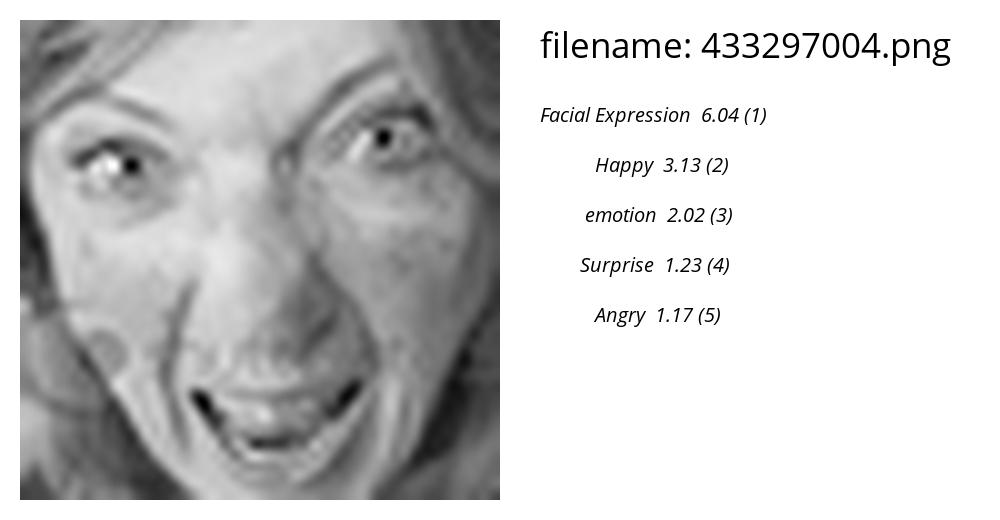 filename: 433297004.png
Facial Expression 6.04 (1)
Happy 3.13 (2)
emotion 2.02 (3)
Surprise 1.23 (4)
Angry 1.17 (5)